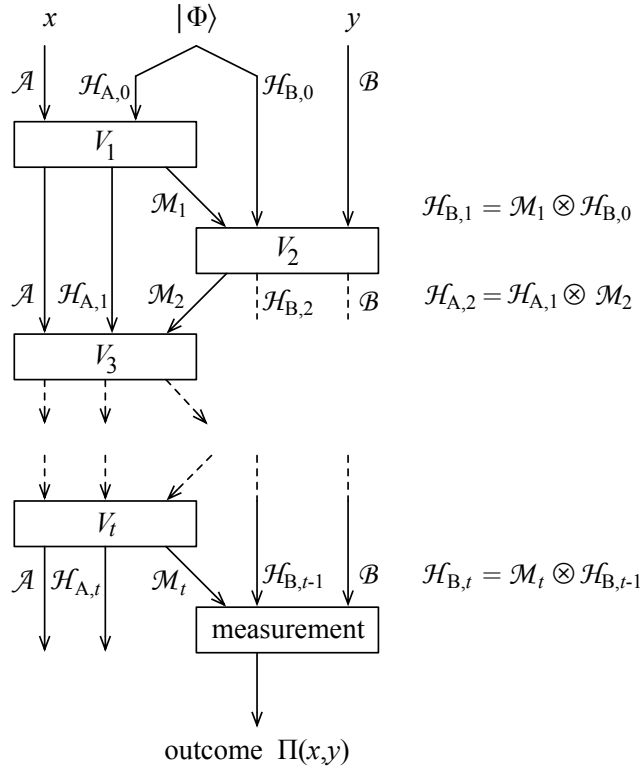 x |Φ⟩ y
𝒜 ℋ_{A,0} ℋ_{B,0} ℬ
V_1
ℳ_1 ℋ_{B,1} = ℳ_1 ⊗ ℋ_{B,0}
V_2
𝒜 ℋ_{A,1} ℳ_2 ℋ_{B,2} ℬ ℋ_{A,2} = ℋ_{A,1} ⊗ ℳ_2
V_3
V_t
𝒜 ℋ_{A,t} ℳ_t ℋ_{B,t-1} ℬ ℋ_{B,t} = ℳ_t ⊗ ℋ_{B,t-1}
measurement
outcome Π(x,y)